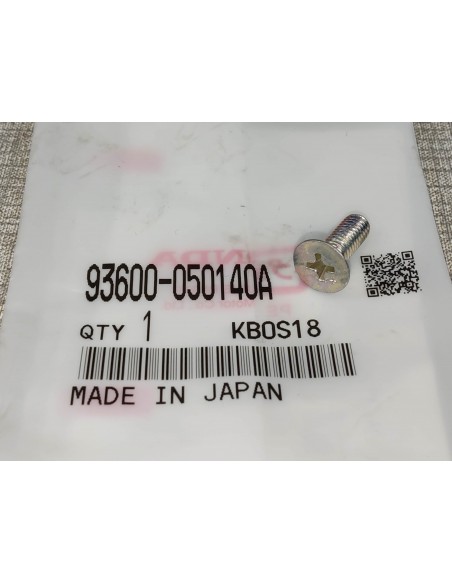 93600-050140A
QTY 1 KBOS18
MADE IN JAPAN